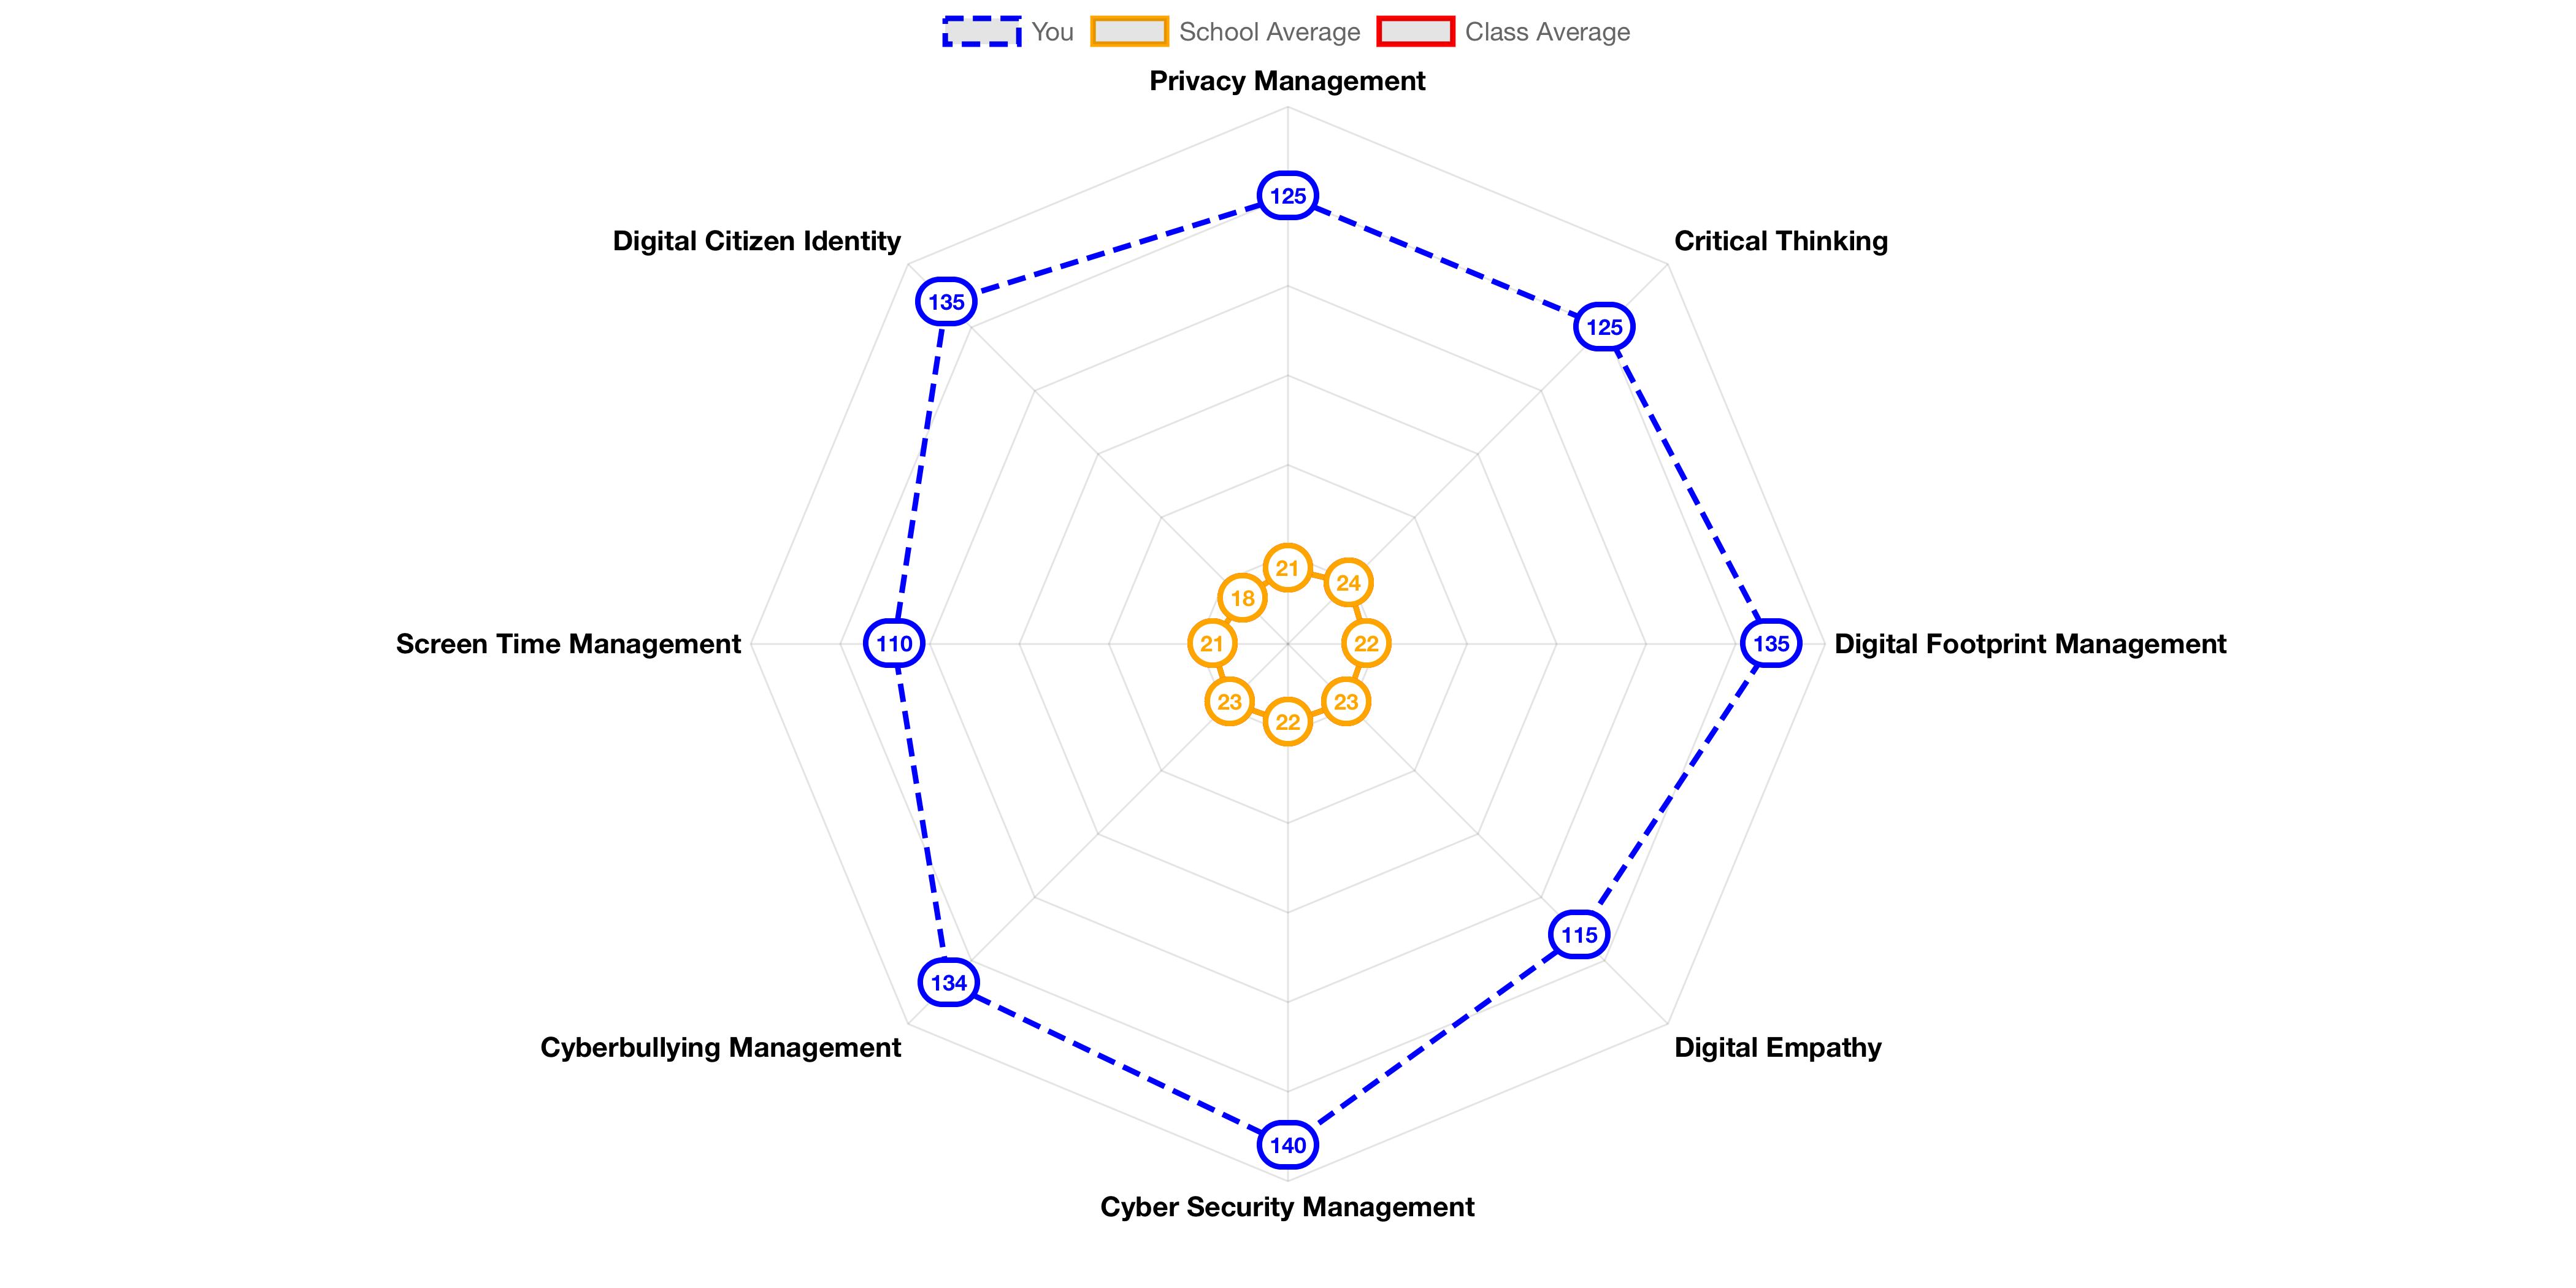 You School Average Class Average
Privacy Management
125
Digital Citizen Identity
Critical Thinking
135
125
21
24
18
Screen Time Management
110
21
22
135
Digital Footprint Management
23
23
22
115
134
Cyberbullying Management
Digital Empathy
140
Cyber Security Management